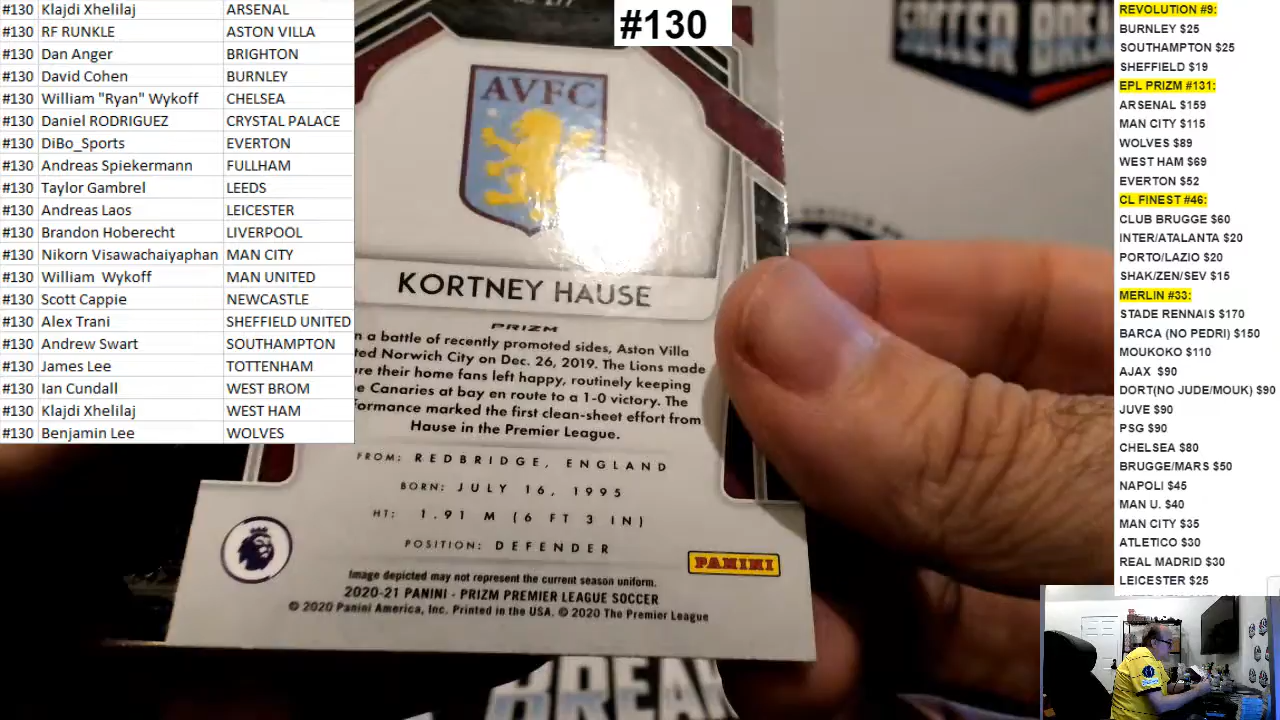 #130 Klajdi Xhelilaj ARSENAL
#130 RF RUNKLE ASTON VILLA
#130 Dan Anger BRIGHTON
#130 David Cohen BURNLEY
#130 William "Ryan" Wykoff CHELSEA
#130 Daniel RODRIGUEZ CRYSTAL PALACE
#130 DiBo_Sports EVERTON
#130 Andreas Spiekermann FULLHAM
#130 Taylor Gambrel LEEDS
#130 Andreas Laos LEICESTER
#130 Brandon Hoberecht LIVERPOOL
#130 Nikorn Visawachaiyaphan MAN CITY
#130 William Wykoff MAN UNITED
#130 Scott Cappie NEWCASTLE
#130 Alex Trani SHEFFIELD UNITED
#130 Andrew Swart SOUTHAMPTON
#130 James Lee TOTTENHAM
#130 Ian Cundall WEST BROM
#130 Klajdi Xhelilaj WEST HAM
#130 Benjamin Lee WOLVES
#130
SOCCER BREAK
AVFC
KORTNEY HAUSE
PRIZM
n a battle of recently promoted sides, Aston Villa
ted Norwich City on Dec. 26, 2019. The Lions made
ure their home fans left happy, routinely keeping
e Canaries at bay en route to a 1-0 victory. The
formance marked the first clean-sheet effort from
Hause in the Premier League.
FROM: REDBRIDGE, ENGLAND
BORN: JULY 16, 1995
HT: 1.91 M (6 FT 3 IN)
POSITION: DEFENDER
PANINI
Image depicted may not represent the current season uniform.
2020-21 PANINI - PRIZM PREMIER LEAGUE SOCCER
© 2020 Panini America, Inc. Printed in the USA. © 2020 The Premier League
BREAK
REVOLUTION #9:
BURNLEY $25
SOUTHAMPTON $25
SHEFFIELD $19
EPL PRIZM #131:
ARSENAL $159
MAN CITY $115
WOLVES $89
WEST HAM $69
EVERTON $52
CL FINEST #46:
CLUB BRUGGE $60
INTER/ATALANTA $20
PORTO/LAZIO $20
SHAK/ZEN/SEV $15
MERLIN #33:
STADE RENNAIS $170
BARCA (NO PEDRI) $150
MOUKOKO $110
AJAX $90
DORT(NO JUDE/MOUK) $90
JUVE $90
PSG $90
CHELSEA $80
BRUGGE/MARS $50
NAPOLI $45
MAN U. $40
MAN CITY $35
ATLETICO $30
REAL MADRID $30
LEICESTER $25